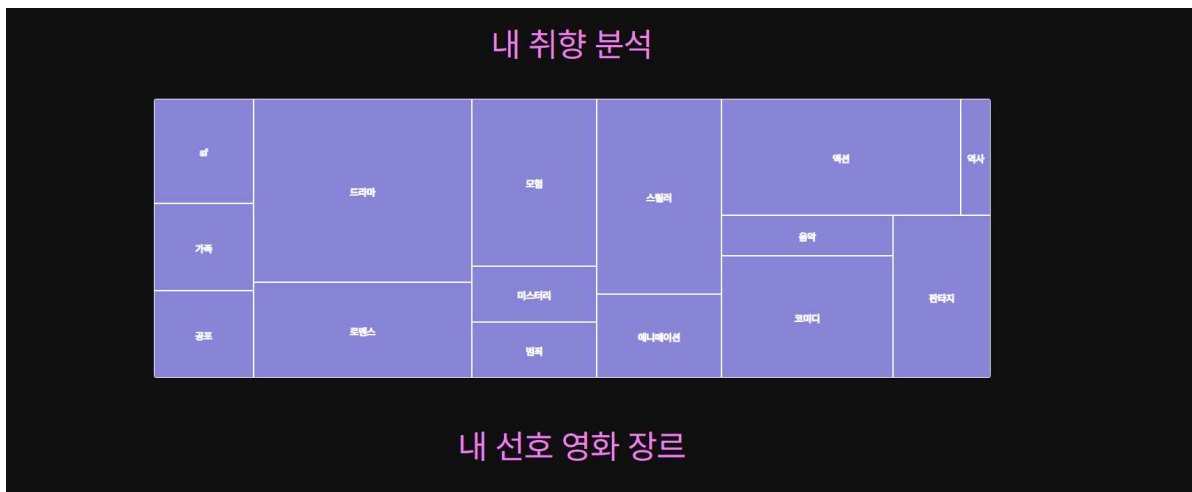 내 취향 분석
sf
가족
공포
드라마
로맨스
모험
미스터리
범죄
스릴러
애니메이션
액션
역사
음악
코미디
판타지
내 선호 영화 장르